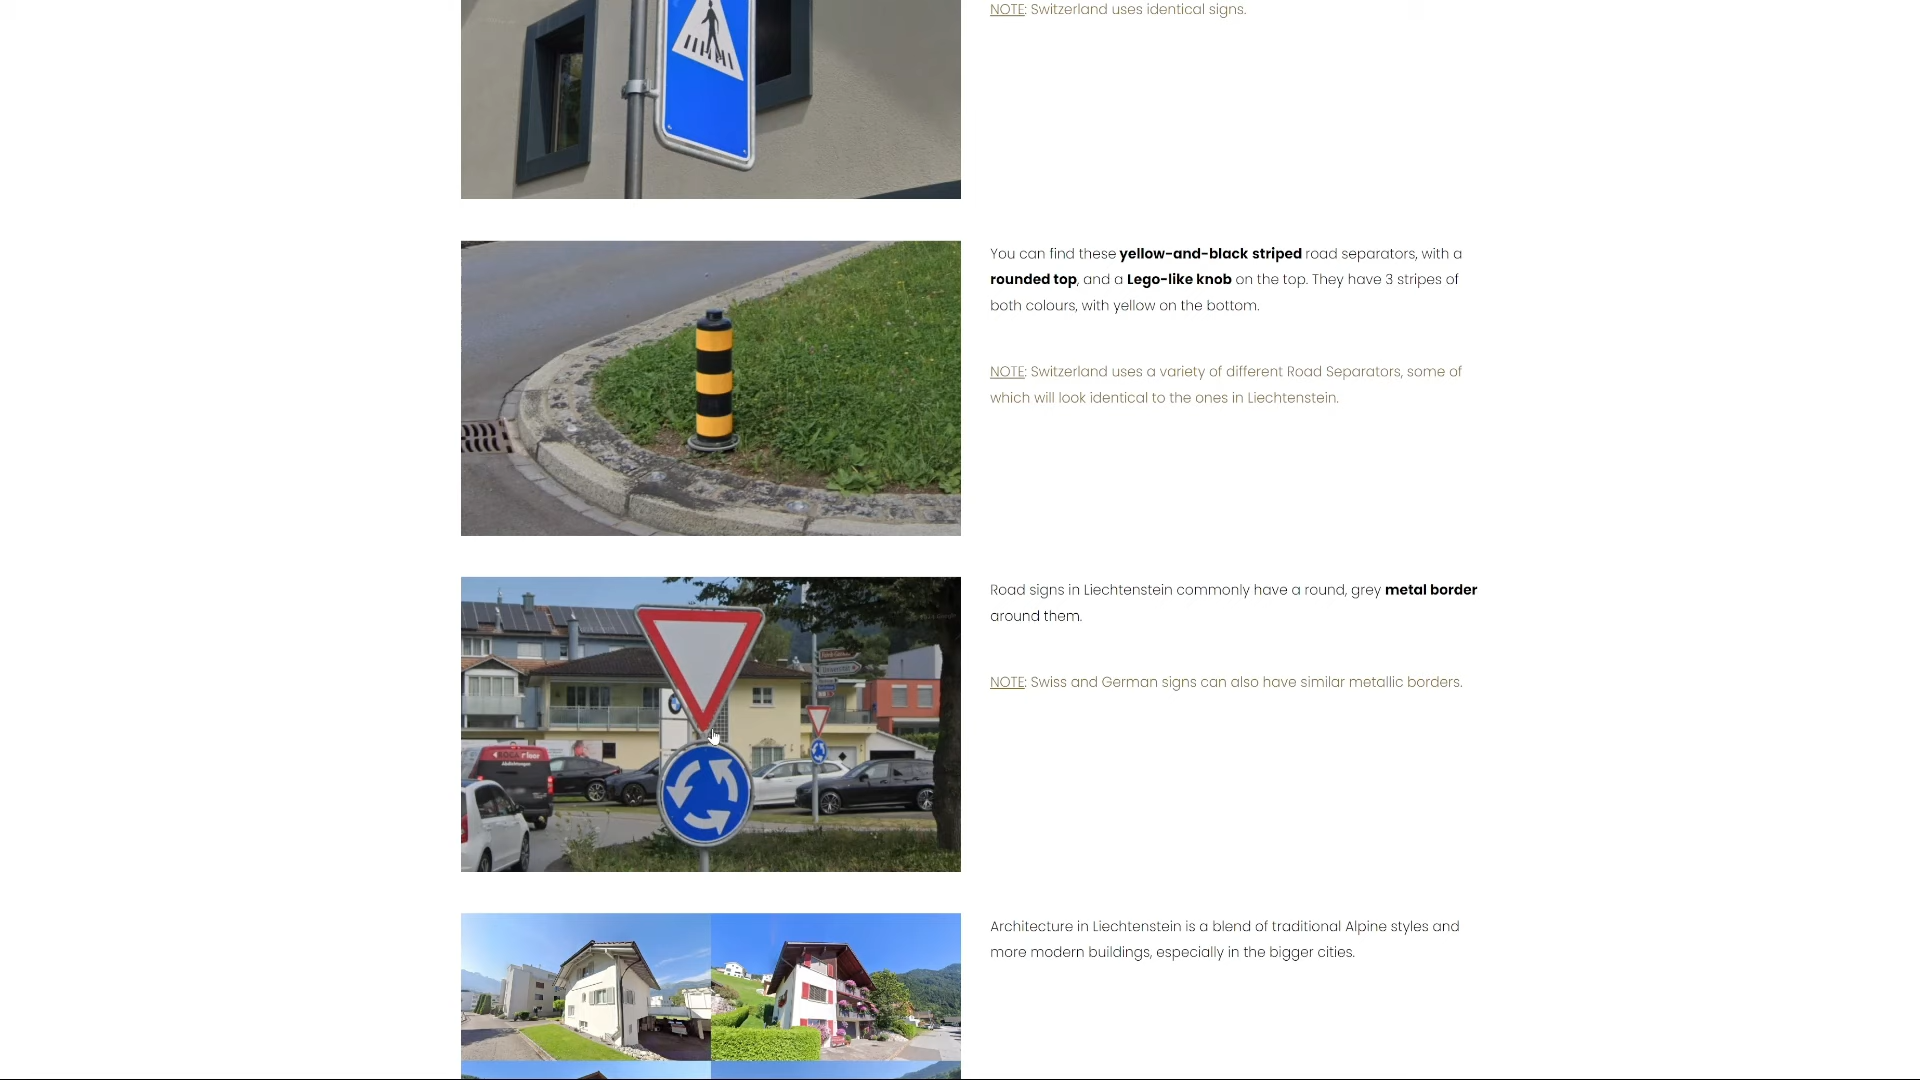 NOTE: Switzerland uses identical signs.
You can find these yellow-and-black striped road separators, with a
rounded top, and a Lego-like knob on the top. They have 3 stripes of
both colours, with yellow on the bottom.
NOTE: Switzerland uses a variety of different Road Separators, some of
which will look identical to the ones in Liechtenstein.
Road signs in Liechtenstein commonly have a round, grey metal border
around them.
NOTE: Swiss and German signs can also have similar metallic borders.
Architecture in Liechtenstein is a blend of traditional Alpine styles and
more modern buildings, especially in the bigger cities.